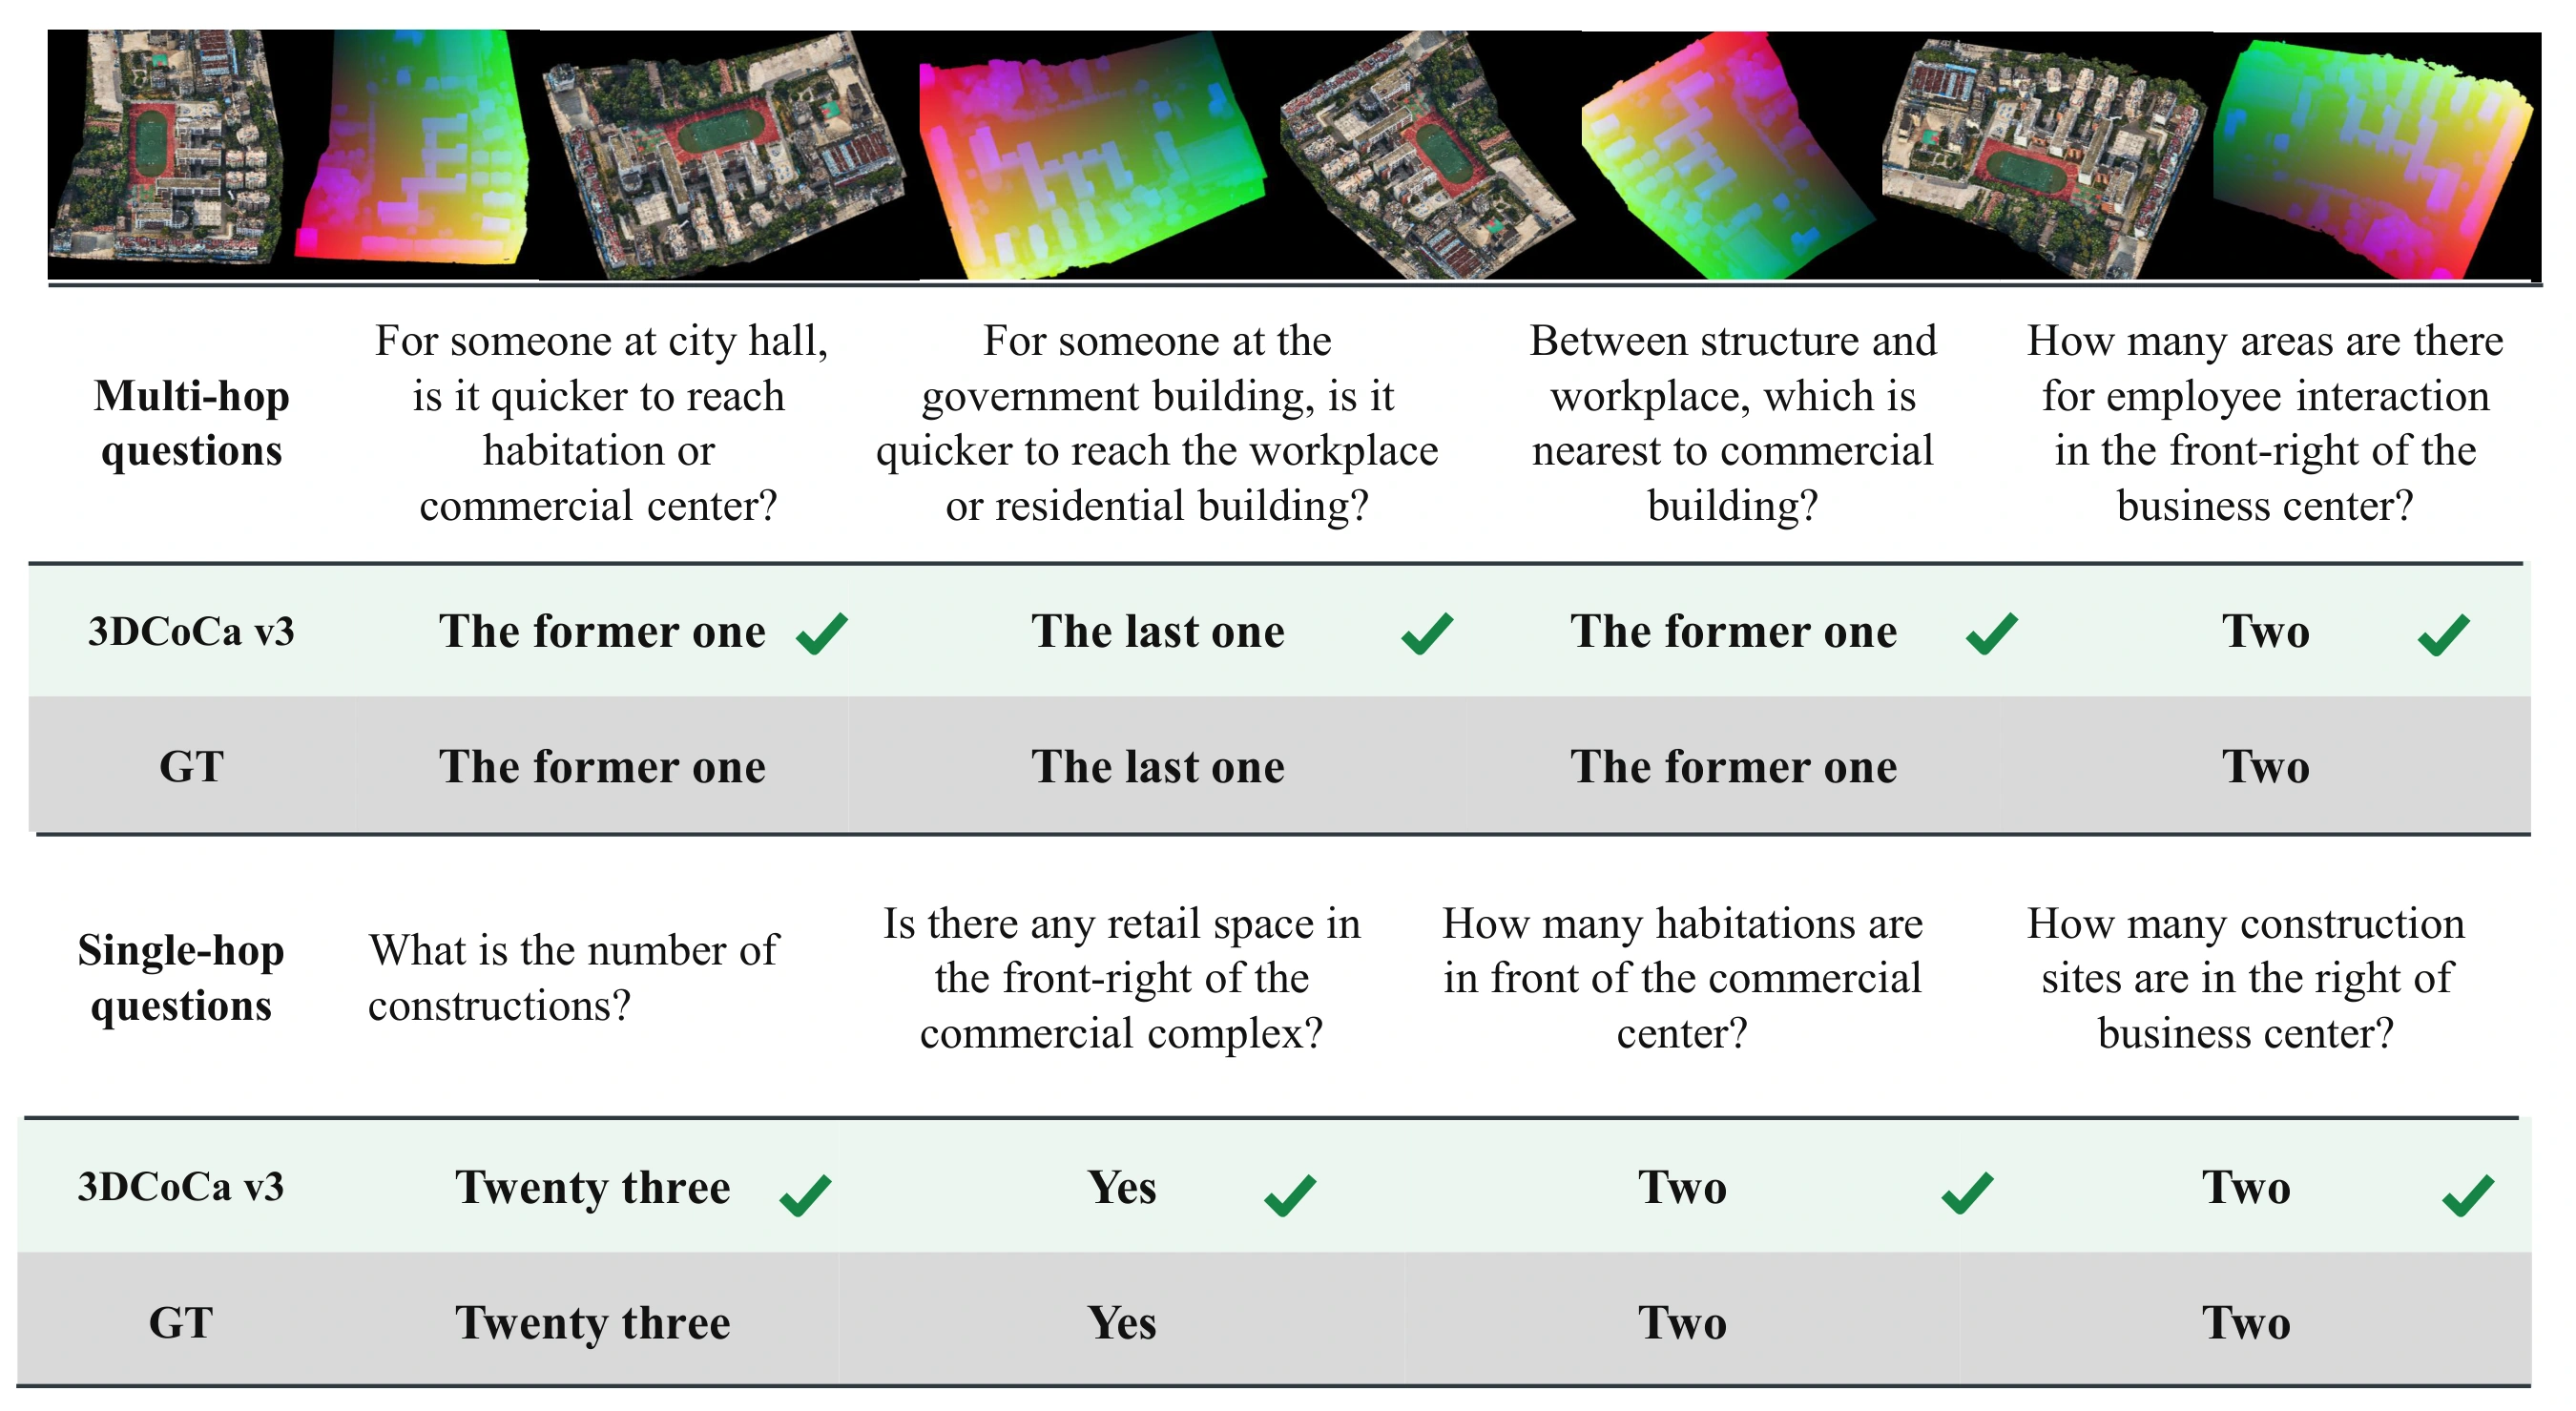 Multi-hop
questions
For someone at city hall,
is it quicker to reach
habitation or
commercial center?
For someone at the
government building, is it
quicker to reach the workplace
or residential building?
Between structure and
workplace, which is
nearest to commercial
building?
How many areas are there
for employee interaction
in the front-right of the
business center?
3DCoCa v3
The former one
The last one
The former one
Two
GT
The former one
The last one
The former one
Two
Single-hop
questions
What is the number of
constructions?
Is there any retail space in
the front-right of the
commercial complex?
How many habitations are
in front of the commercial
center?
How many construction
sites are in the right of
business center?
3DCoCa v3
Twenty three
Yes
Two
Two
GT
Twenty three
Yes
Two
Two